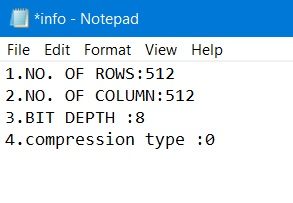 *info - Notepad
File Edit Format View Help
1.NO. OF ROWS:512
2.NO. OF COLUMN:512
3.BIT DEPTH :8
4.compression type :0